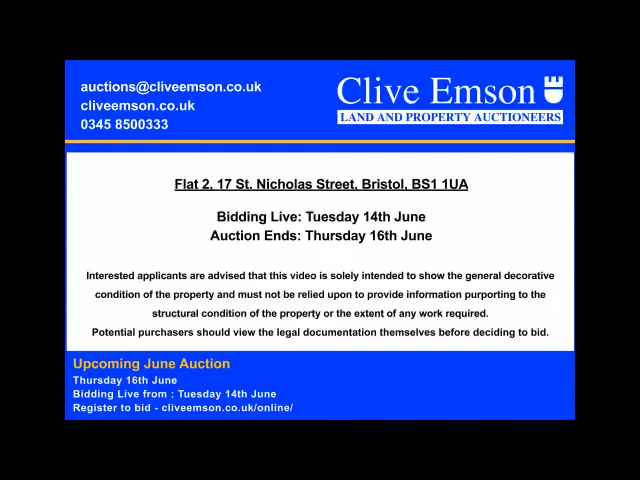 auctions@cliveemson.co.uk
cliveemson.co.uk
0345 8500333
Clive Emson
LAND AND PROPERTY AUCTIONEERS
Flat 2, 17 St. Nicholas Street, Bristol, BS1 1UA
Bidding Live: Tuesday 14th June
Auction Ends: Thursday 16th June
Interested applicants are advised that this video is solely intended to show the general decorative
condition of the property and must not be relied upon to provide information purporting to the
structural condition of the property or the extent of any work required.
Potential purchasers should view the legal documentation themselves before deciding to bid.
Upcoming June Auction
Thursday 16th June
Bidding Live from : Tuesday 14th June
Register to bid - cliveemson.co.uk/online/